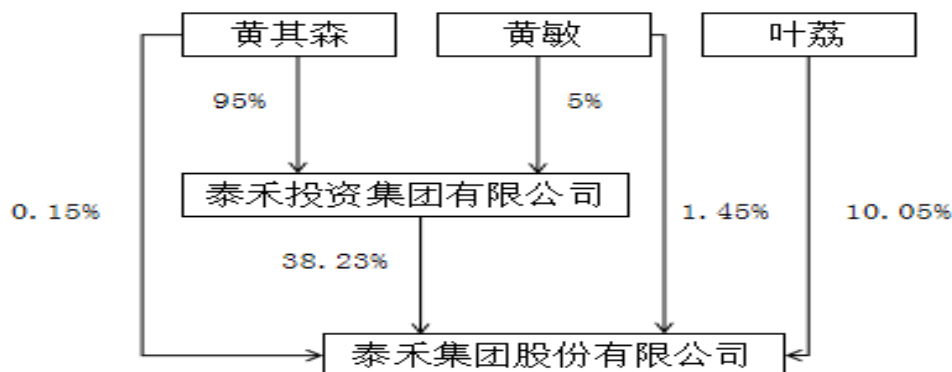 黄其森
黄敏
叶荔
95%
5%
泰禾投资集团有限公司
0.15%
1.45%
10.05%
38.23%
泰禾集团股份有限公司